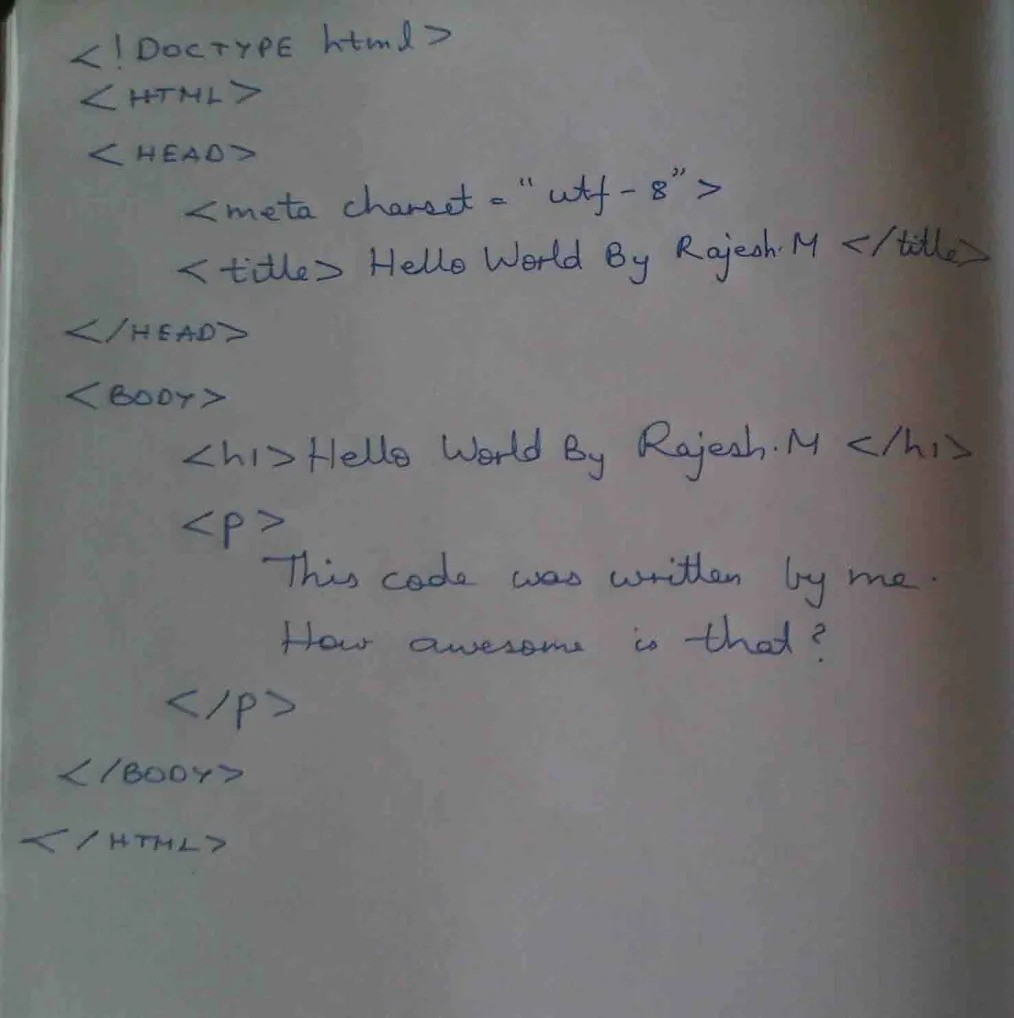 <!DOCTYPE html>
<HTML>
<HEAD>
<meta charset = "utf-8">
<title> Hello World By Rajesh.M </title>
</HEAD>
<BODY>
<h1>Hello World By Rajesh.M </h1>
<p>
This code was written by me.
How awesome is that?
</p>
</BODY>
</HTML>